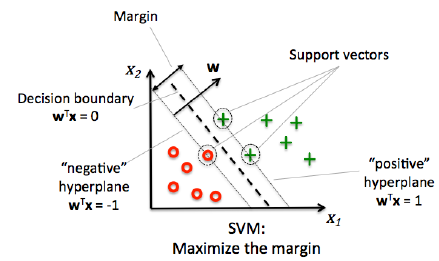 Margin
Support vectors
X₂
w
Decision boundary
wᵀx = 0
“negative”
hyperplane
wᵀx = -1
“positive”
hyperplane
wᵀx = 1
X₁
SVM:
Maximize the margin